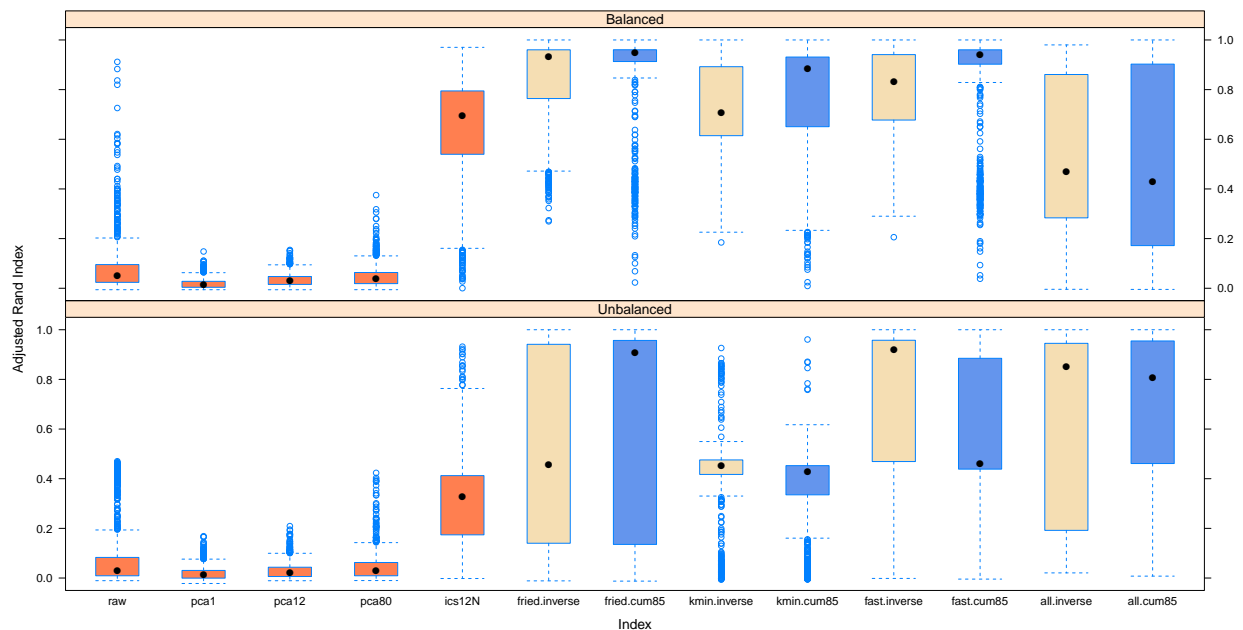 Balanced
1.0
0.8
0.6
0.4
0.2
0.0
Unbalanced
1.0
0.8
0.6
0.4
0.2
0.0
Adjusted Rand Index
raw pca1 pca12 pca80 ics12N fried.inverse fried.cum85 kmin.inverse kmin.cum85 fast.inverse fast.cum85 all.inverse all.cum85
Index